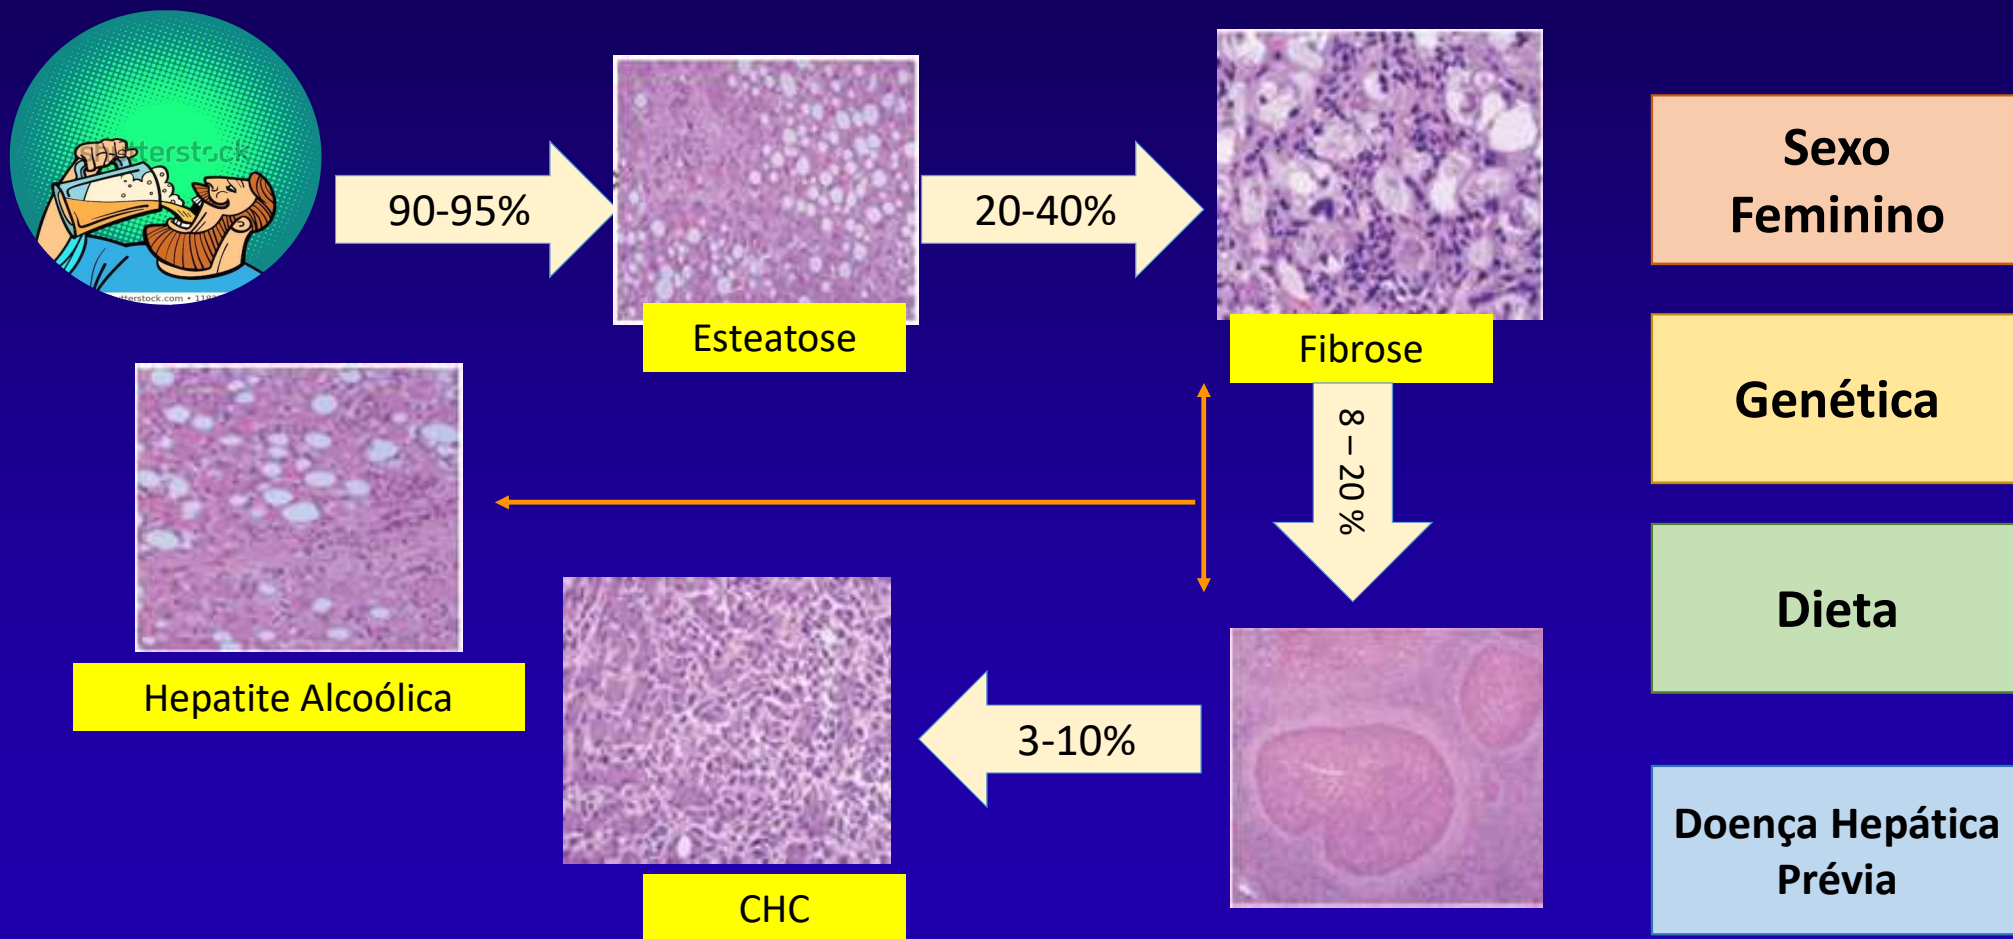 shutterstock
90-95%
20-40%
Esteatose
Fibrose
8 – 20 %
Hepatite Alcoólica
3-10%
CHC
Sexo
Feminino
Genética
Dieta
Doença Hepática
Prévia